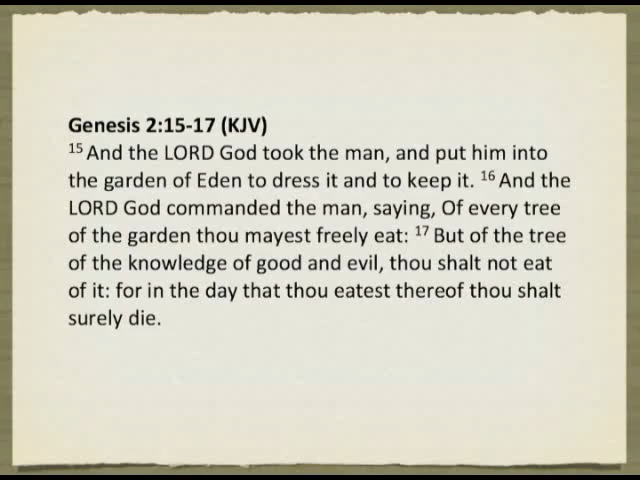 Genesis 2:15-17 (KJV)
15 And the LORD God took the man, and put him into
the garden of Eden to dress it and to keep it. 16 And the
LORD God commanded the man, saying, Of every tree
of the garden thou mayest freely eat: 17 But of the tree
of the knowledge of good and evil, thou shalt not eat
of it: for in the day that thou eatest thereof thou shalt
surely die.